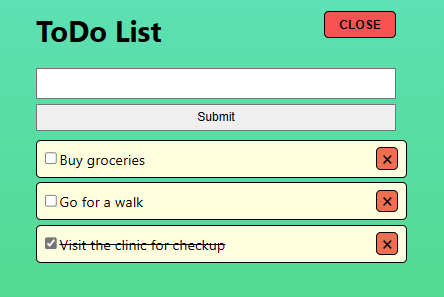 ToDo List
CLOSE
Submit
Buy groceries
×
Go for a walk
×
Visit the clinic for checkup
×